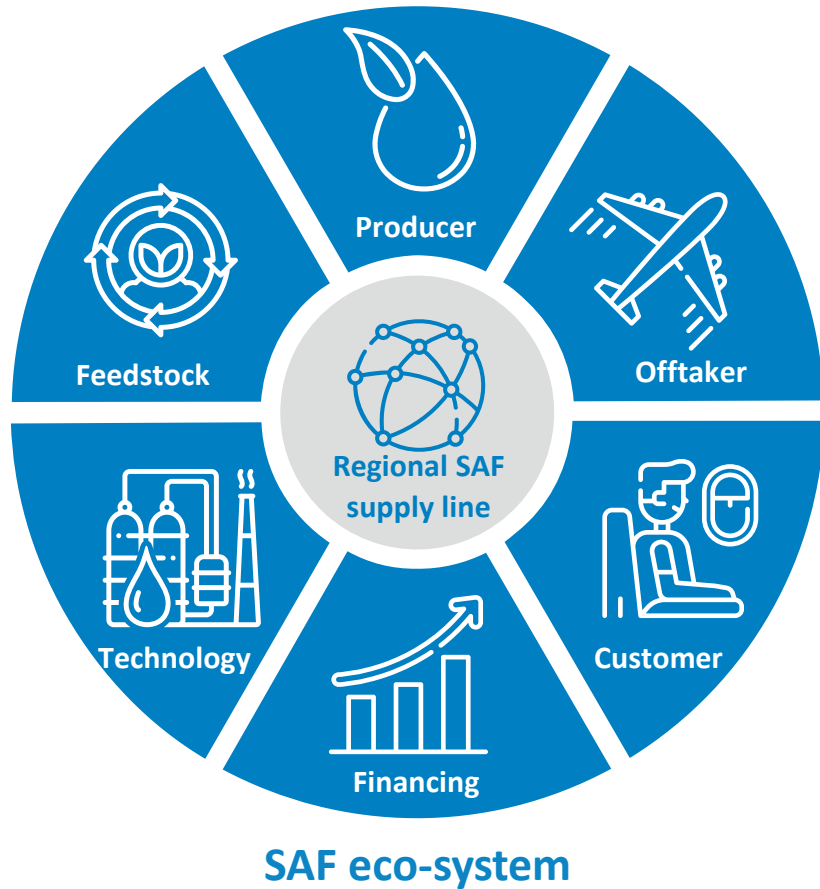 Producer
Feedstock
Offtaker
Regional SAF
supply line
Technology
Customer
Financing
SAF eco-system